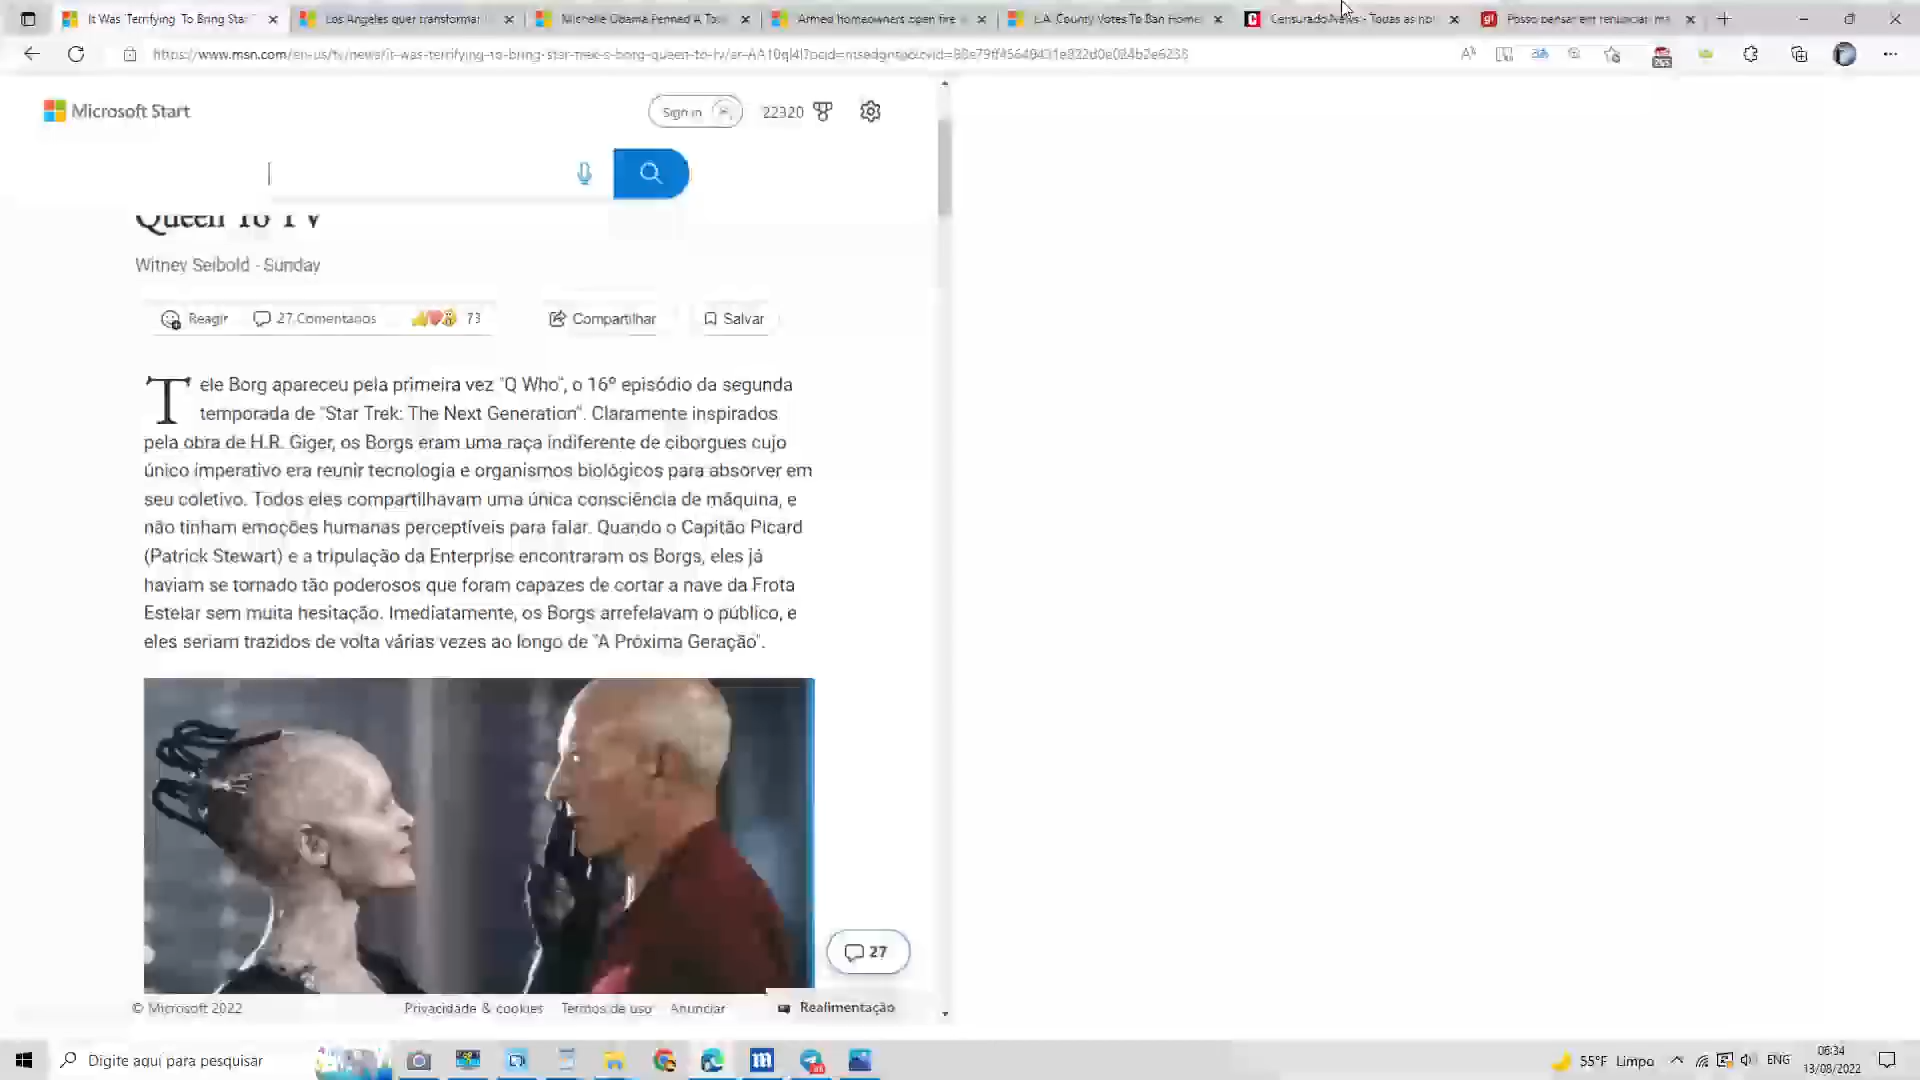 It Was 'Terrifying' To Bring Star
Los Angeles quer transformar
Michelle Obama Penned A
Armed homeowners open fire
L.A. County Votes To Ban Home
Censurado News - Todas as
Posso pensar em renunciar
Microsoft Start
Sign in
22320
Queen To TV
Witney Seibold - Sunday
Reagir
27 Comentários
73
Compartilhar
Salvar
Tele Borg apareceu pela primeira vez "Q Who", o 16º episódio da segunda
temporada de "Star Trek: The Next Generation". Claramente inspirados
pela obra de H.R. Giger, os Borgs eram uma raça indiferente de ciborgues cujo
único imperativo era reunir tecnologia e organismos biológicos para absorver em
seu coletivo. Todos eles compartilhavam uma única consciência de máquina, e
não tinham emoções humanas perceptíveis para falar. Quando o Capitão Picard
(Patrick Stewart) e a tripulação da Enterprise encontraram os Borgs, eles já
haviam se tornado tão poderosos que foram capazes de cortar a nave da Frota
Estelar sem muita hesitação. Imediatamente, os Borgs arrefelavam o público, e
eles seriam trazidos de volta várias vezes ao longo de "A Próxima Geração".
27
© Microsoft 2022
Privacidade & cookies
Termos de uso
Anunciar
Realimentação
Digite aqui para pesquisar
55°F Limpo
ENG
06:34
13/08/2022